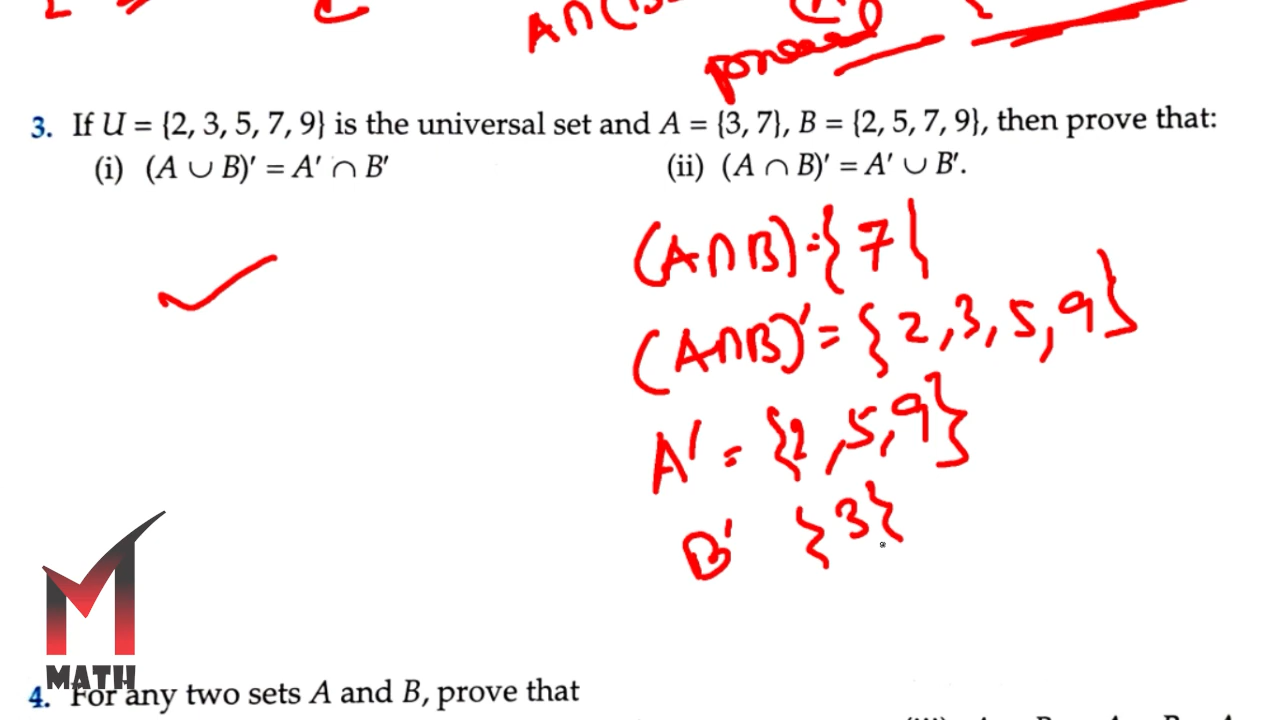 A∩(B
proved
3. If U = {2, 3, 5, 7, 9} is the universal set and A = {3, 7}, B = {2, 5, 7, 9}, then prove that:
(i) (A ∪ B)′ = A′ ∩ B′ (ii) (A ∩ B)′ = A′ ∪ B′.
(A∩B) = {7}
(A∩B)′ = {2, 3, 5, 9}
A′ = {2, 5, 9}
B′ {3}
MATH
4. For any two sets A and B, prove that